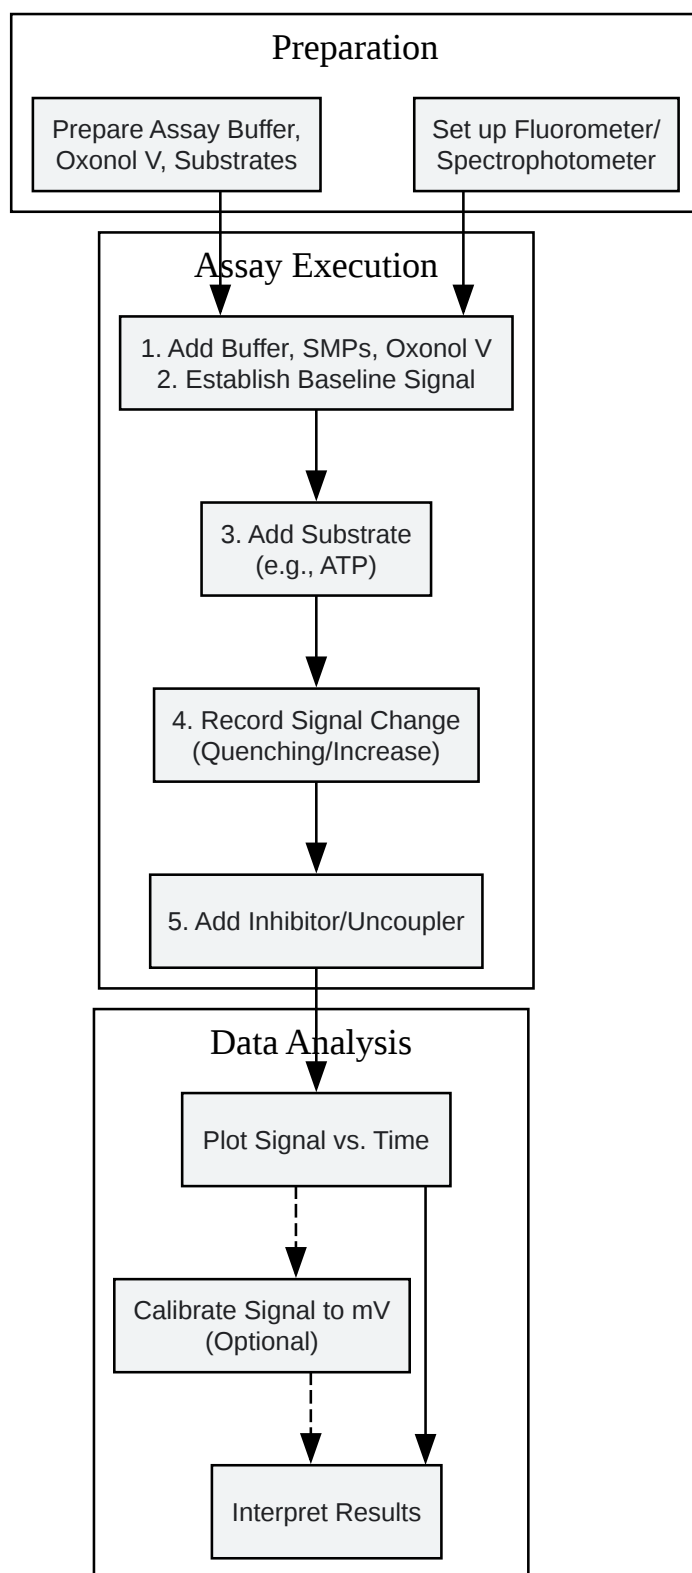 Preparation
Prepare Assay Buffer,
Oxonol V, Substrates
Set up Fluorometer/
Spectrophotometer
Assay Execution
1. Add Buffer, SMPs, Oxonol V
2. Establish Baseline Signal
3. Add Substrate
(e.g., ATP)
4. Record Signal Change
(Quenching/Increase)
5. Add Inhibitor/Uncoupler
Data Analysis
Plot Signal vs. Time
Calibrate Signal to mV
(Optional)
Interpret Results